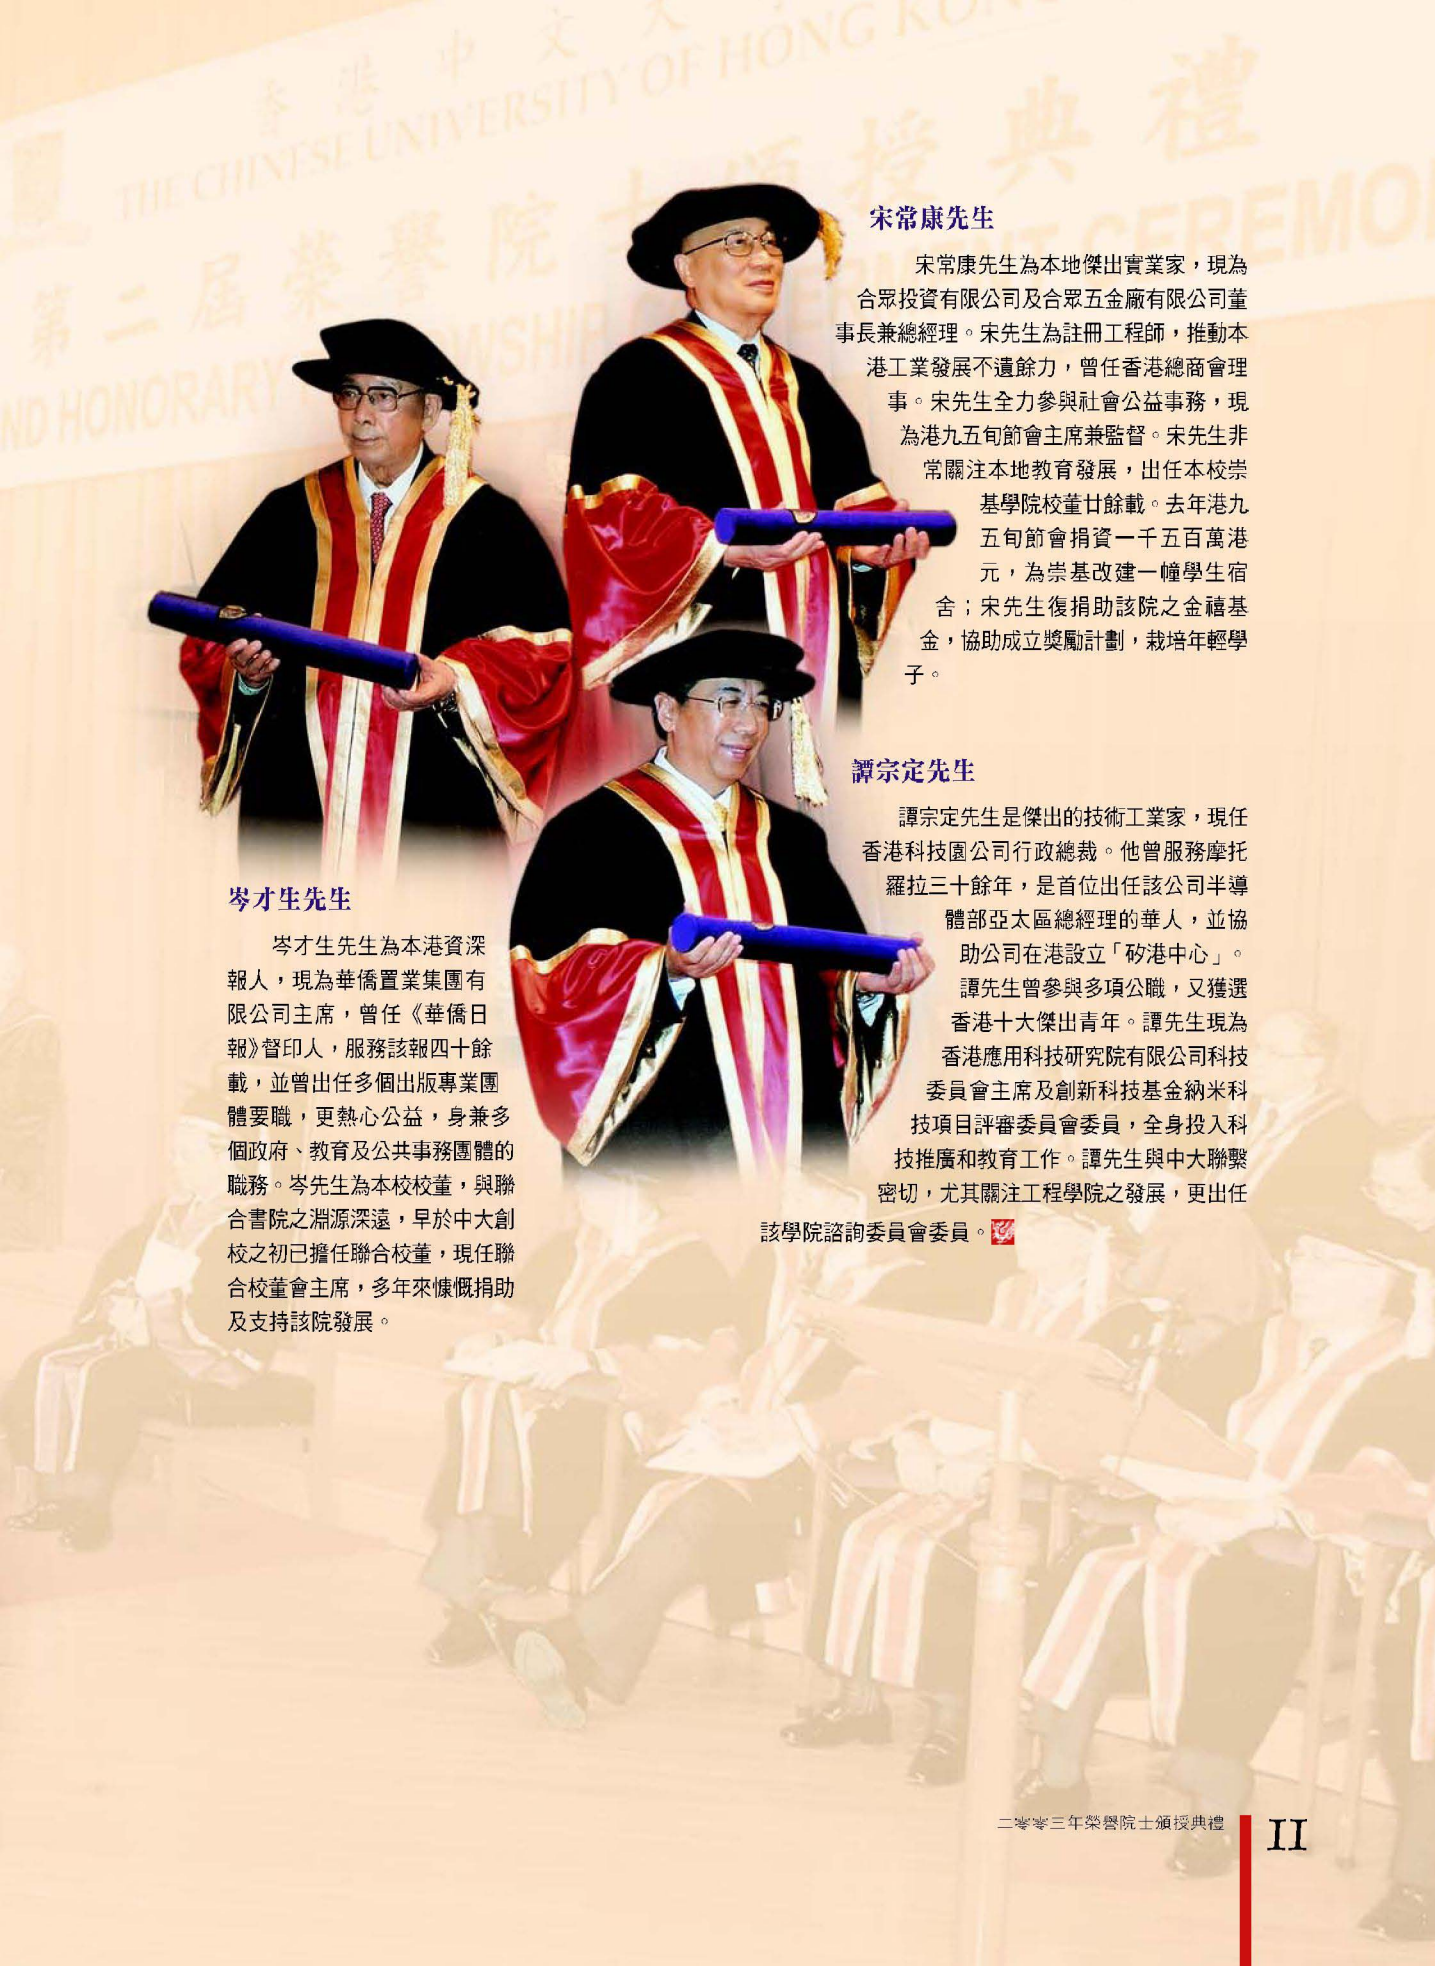 香港中文大
THE CHINESE UNIVERSITY OF HONG KONG
第二屆榮譽院士頒授典禮
ND HONORARY
CEREMO
宋常康先生
宋常康先生為本地傑出實業家，現為
合眾投資有限公司及合眾五金廠有限公司董
事長兼總經理。宋先生為註冊工程師，推動本
港工業發展不遺餘力，曾任香港總商會理
事。宋先生全力參與社會公益事務，現
為港九五旬節會主席兼監督。宋先生非
常關注本地教育發展，出任本校崇
基學院校董廿餘載。去年港九
五旬節會捐資一千五百萬港
元，為崇基改建一幢學生宿
舍；宋先生復捐助該院之金禧基
金，協助成立獎勵計劃，栽培年輕學
子。
譚宗定先生
譚宗定先生是傑出的技術工業家，現任
香港科技園公司行政總裁。他曾服務摩托
羅拉三十餘年，是首位出任該公司半導
體部亞太區總經理的華人，並協
助公司在港設立「矽港中心」。
譚先生曾參與多項公職，又獲選
香港十大傑出青年。譚先生現為
香港應用科技研究院有限公司科技
委員會主席及創新科技基金納米科
技項目評審委員會委員，全身投入科
技推廣和教育工作。譚先生與中大聯繫
密切，尤其關注工程學院之發展，更出任
該學院諮詢委員會委員。
岑才生先生
岑才生先生為本港資深
報人，現為華僑置業集團有
限公司主席，曾任《華僑日
報》督印人，服務該報四十餘
載，並曾出任多個出版專業團
體要職，更熱心公益，身兼多
個政府、教育及公共事務團體的
職務。岑先生為本校校董，與聯
合書院之淵源深遠，早於中大創
校之初已擔任聯合校董，現任聯
合校董會主席，多年來慷慨捐助
及支持該院發展。
二零零三年榮譽院士頒授典禮
11